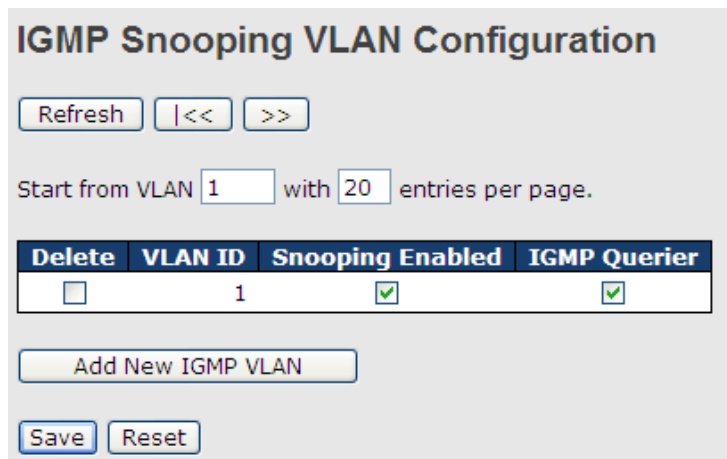 IGMP Snooping VLAN Configuration
Refresh |<< >>
Start from VLAN 1 with 20 entries per page.
Delete VLAN ID Snooping Enabled IGMP Querier
1
Add New IGMP VLAN
Save Reset